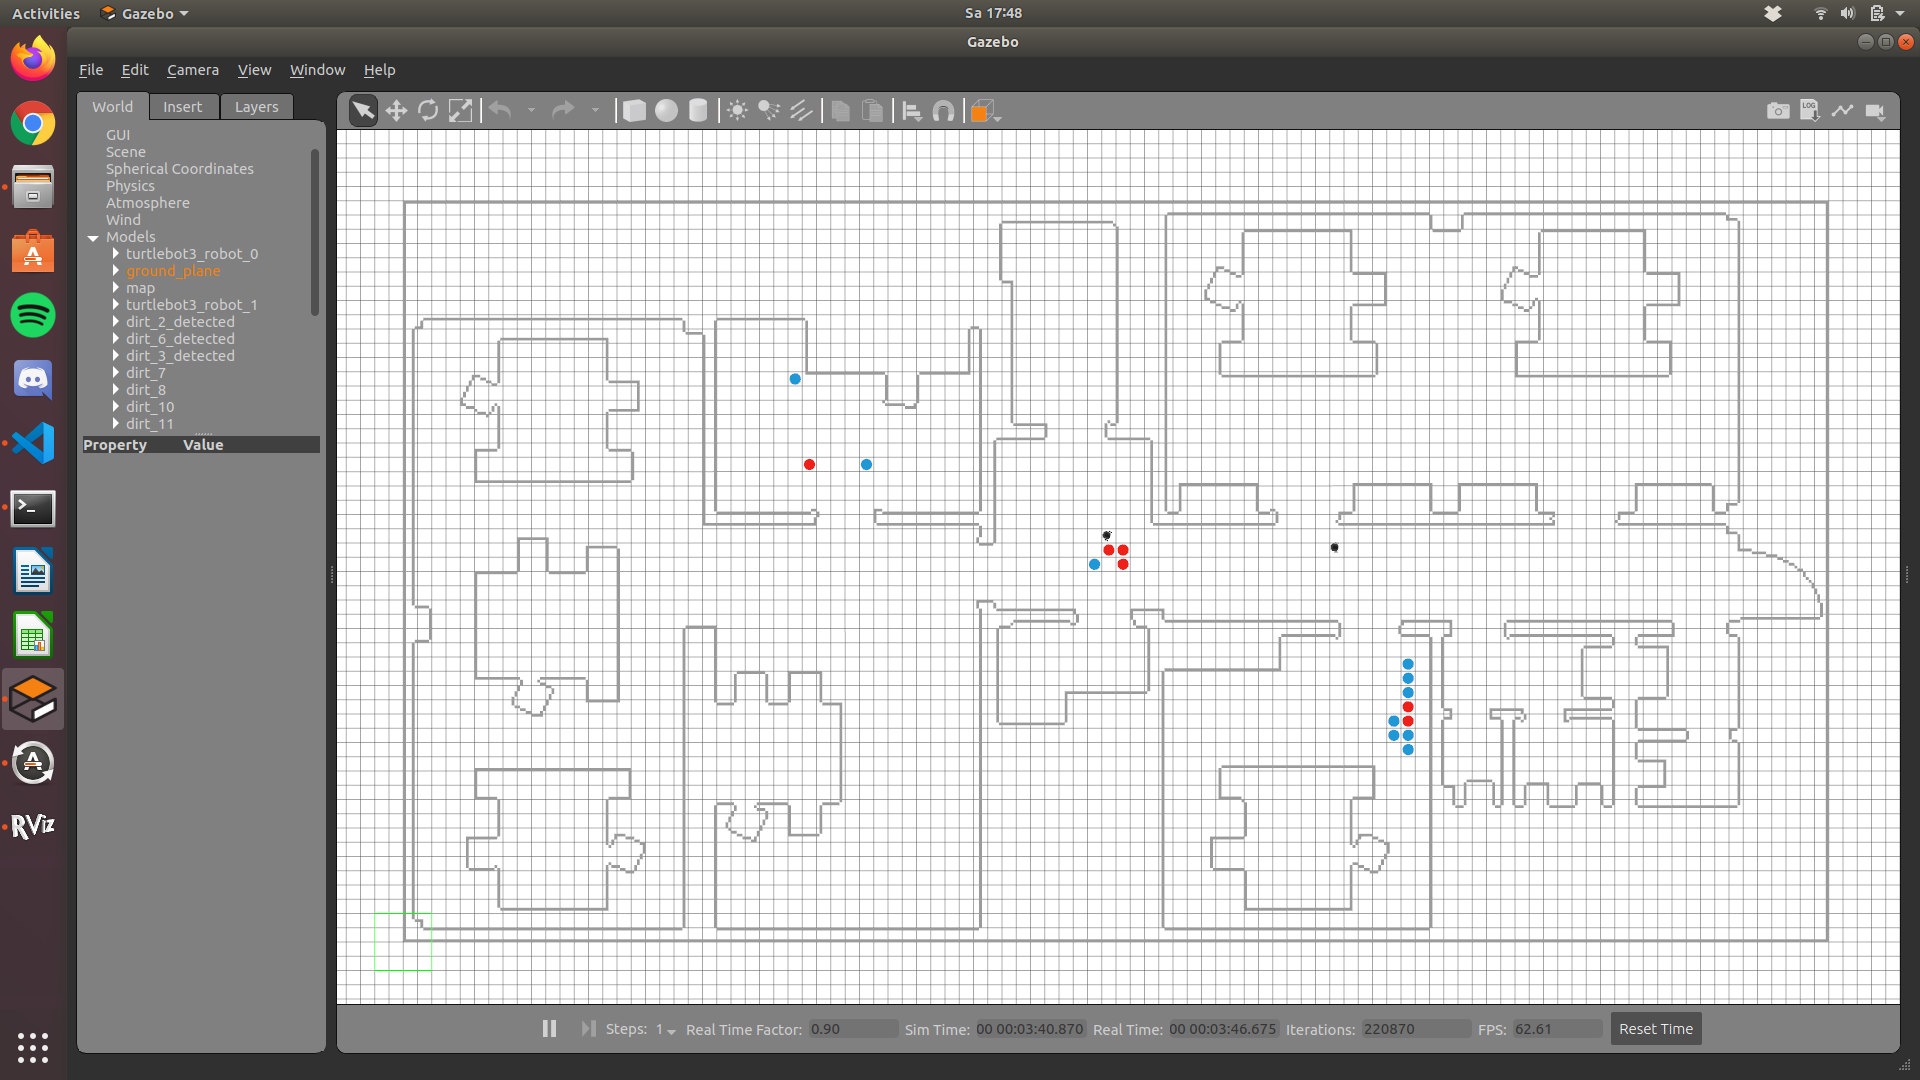 Activities Gazebo Sa 17:48
Gazebo
File Edit Camera View Window Help
World Insert Layers
LOG
GUI
Scene
Spherical Coordinates
Physics
Atmosphere
Wind
Models
turtlebot3_robot_0
ground_plane
map
turtlebot3_robot_1
dirt_2_detected
dirt_6_detected
dirt_3_detected
dirt_7
dirt_8
dirt_10
dirt_11
Property Value
RViz
Steps: 1 Real Time Factor: 0.90 Sim Time: 00 00:03:40.870 Real Time: 00 00:03:46.675 Iterations: 220870 FPS: 62.61 Reset Time